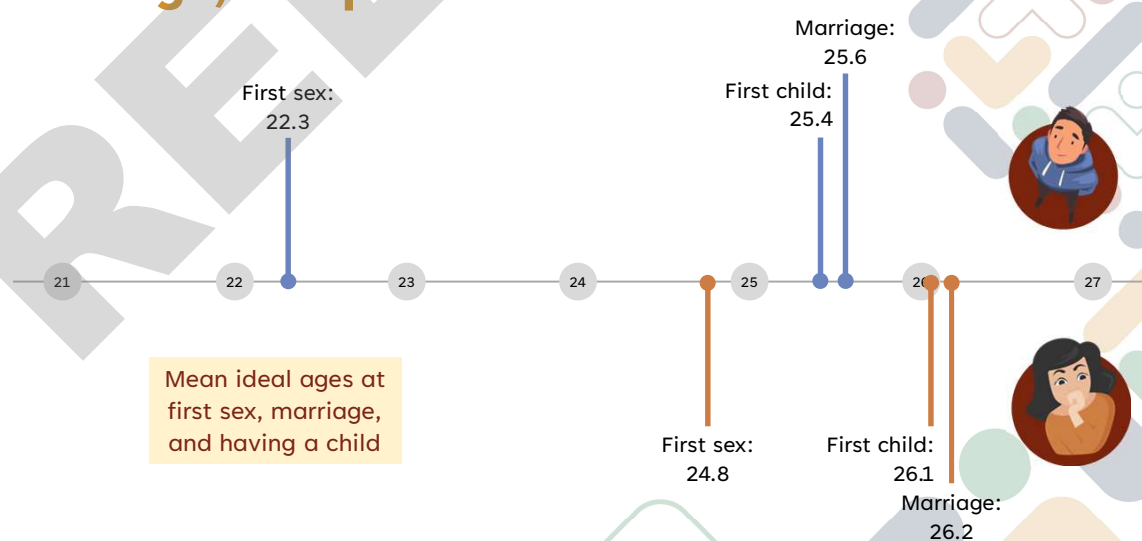 Marriage:
25.6
First child:
25.4
First sex:
22.3
21
22
23
24
25
26
27
Mean ideal ages at
first sex, marriage,
and having a child
First sex:
24.8
First child:
26.1
Marriage:
26.2